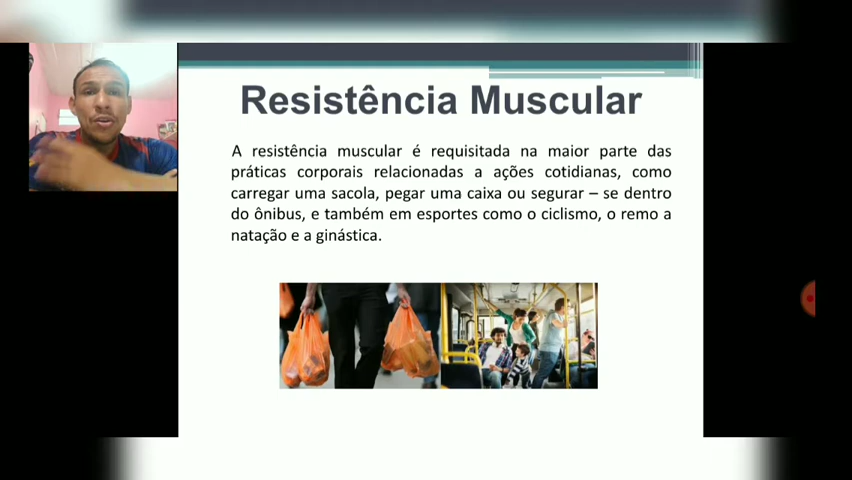 Resistência Muscular
A resistência muscular é requisitada na maior parte das
práticas corporais relacionadas a ações cotidianas, como
carregar uma sacola, pegar uma caixa ou segurar – se dentro
do ônibus, e também em esportes como o ciclismo, o remo a
natação e a ginástica.